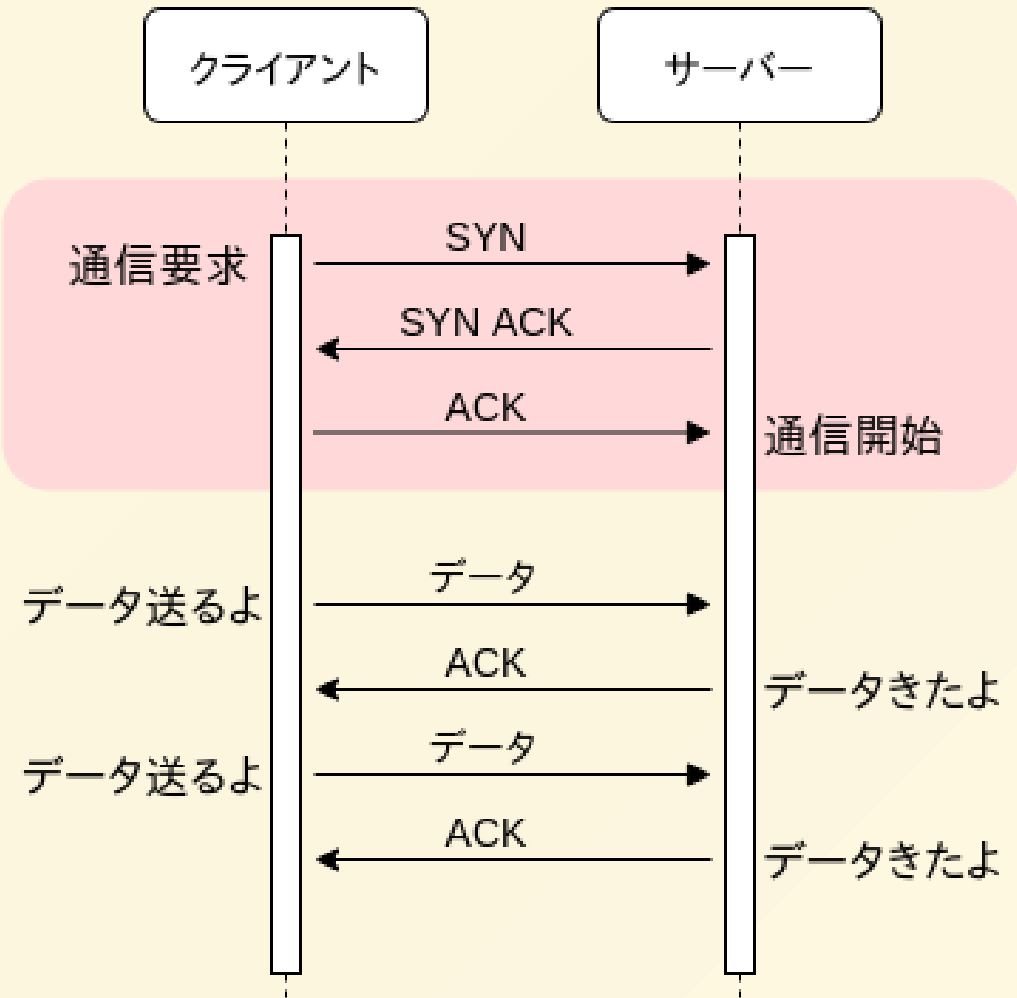 クライアント
サーバー
SYN
通信要求
SYN ACK
ACK
通信開始
データ
データ送るよ
ACK
データきたよ
データ
データ送るよ
ACK
データきたよ